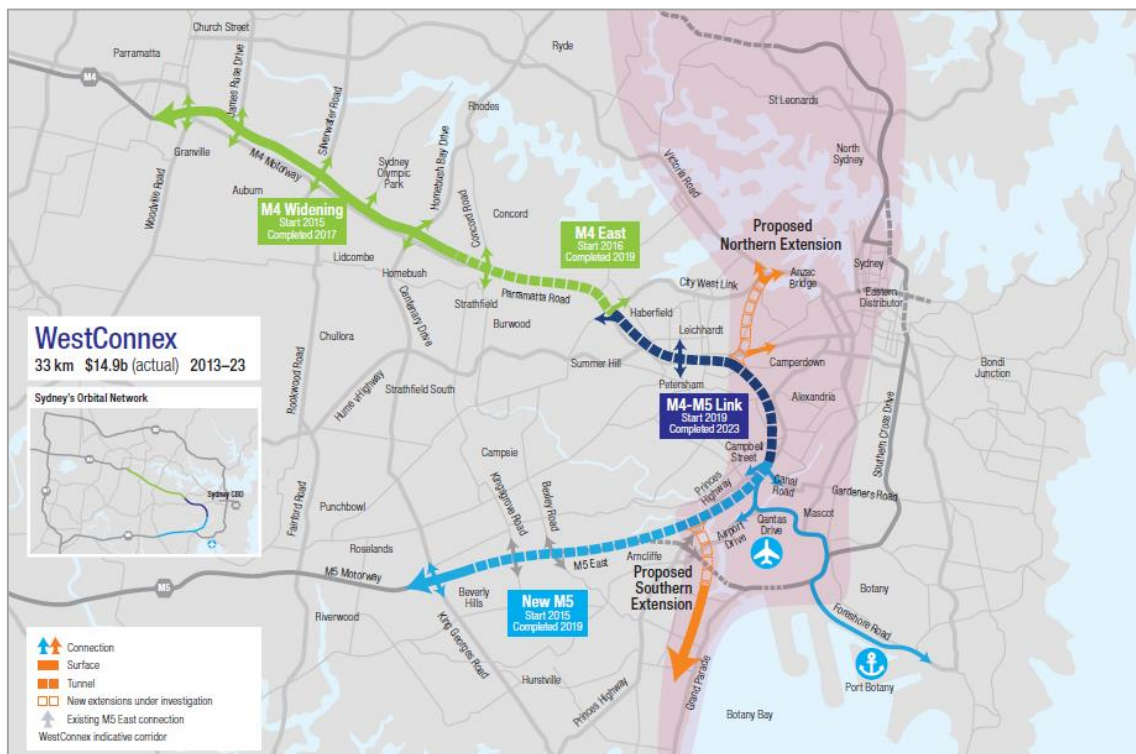 Church Street
Parramatta
M4
James Ruse Drive
Silverwater Road
Ryde
Rhodes
Homebush Bay Drive
St Leonards
North
Sydney
Victoria Road
Granville
M4 Motorway
Woodville Road
Auburn
Sydney
Olympic
Park
Concord Road
Concord
M4 Widening
Start 2015
Completed 2017
M4 East
Start 2016
Completed 2019
Proposed
Northern Extension
Lidcombe
Homebush
Centenary Drive
Strathfield
Parramatta Road
Burwood
City West Link
Anzac
Bridge
Sydney
Eastern
Distributor
Haberfield
Leichhardt
Summer Hill
Camperdown
Petersham
Bondi
Junction
WestConnex
33 km $14.9b (actual) 2013–23
Sydney's Orbital Network
Sydney CBD
Chullora
Rookwood Road
Hume vHighway
Strathfield South
M4-M5 Link
Start 2019
Completed 2023
Alexandria
Southern Cross Drive
Campbell
Street
Campsie
Canal
Road
Princes
Highway
Gardeners Road
Fairford Road
Punchbowl
Kingsgrove Road
Bexley Road
Mascot
Qantas
Drive
Airport
Drive
Roselands
Arncliffe
M5 East
M5 Motorway
M5
Beverly
Hills
New M5
Start 2015
Completed 2019
Proposed
Southern
Extension
Botany
Foreshore Road
Riverwood
King Georges Road
Hurstville
Princes Highway
Grand Parade
Port Botany
Botany Bay
Connection
Surface
Tunnel
New extensions under investigation
Existing M5 East connection
WestConnex indicative corridor